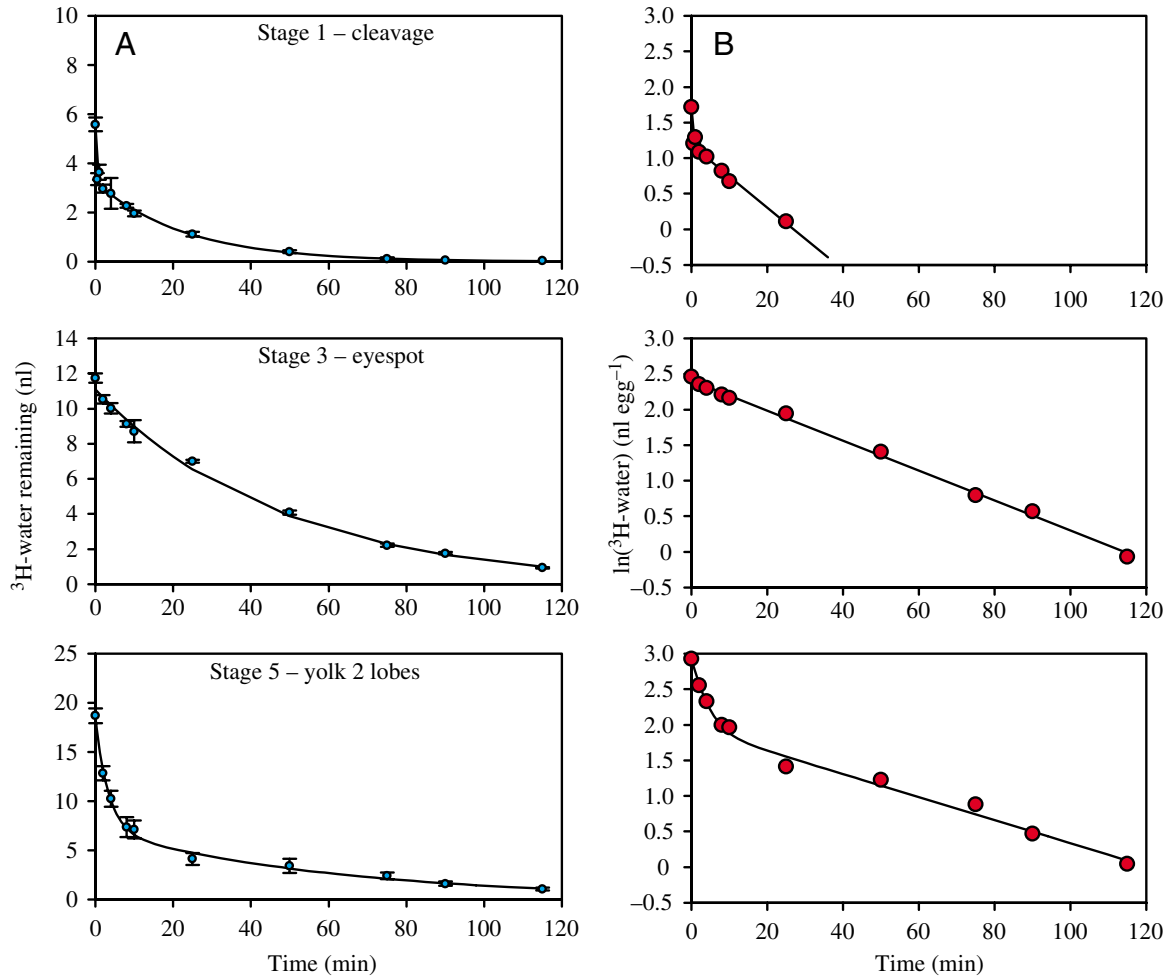 A
Stage 1 – cleavage
10
8
6
4
2
0
0 20 40 60 80 100 120
B
3.0
2.5
2.0
1.5
1.0
0.5
0
–0.5
0 20 40 60 80 100 120
³H-water remaining (nl)
Stage 3 – eyespot
14
12
10
8
6
4
2
0
0 20 40 60 80 100 120
ln(³H-water) (nl egg⁻¹)
3.0
2.5
2.0
1.5
1.0
0.5
0
–0.5
0 20 40 60 80 100 120
Stage 5 – yolk 2 lobes
25
20
15
10
5
0
0 20 40 60 80 100 120
Time (min)
3.0
2.5
2.0
1.5
1.0
0.5
0
–0.5
0 20 40 60 80 100 120
Time (min)